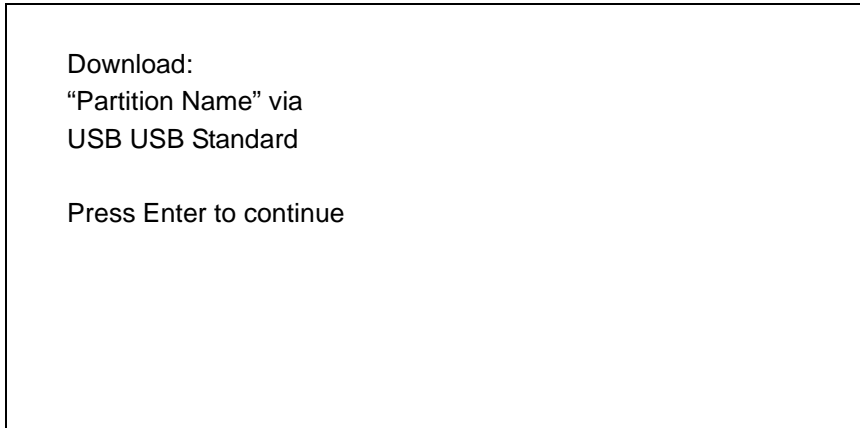 Download:
“Partition Name” via
USB USB Standard
Press Enter to continue